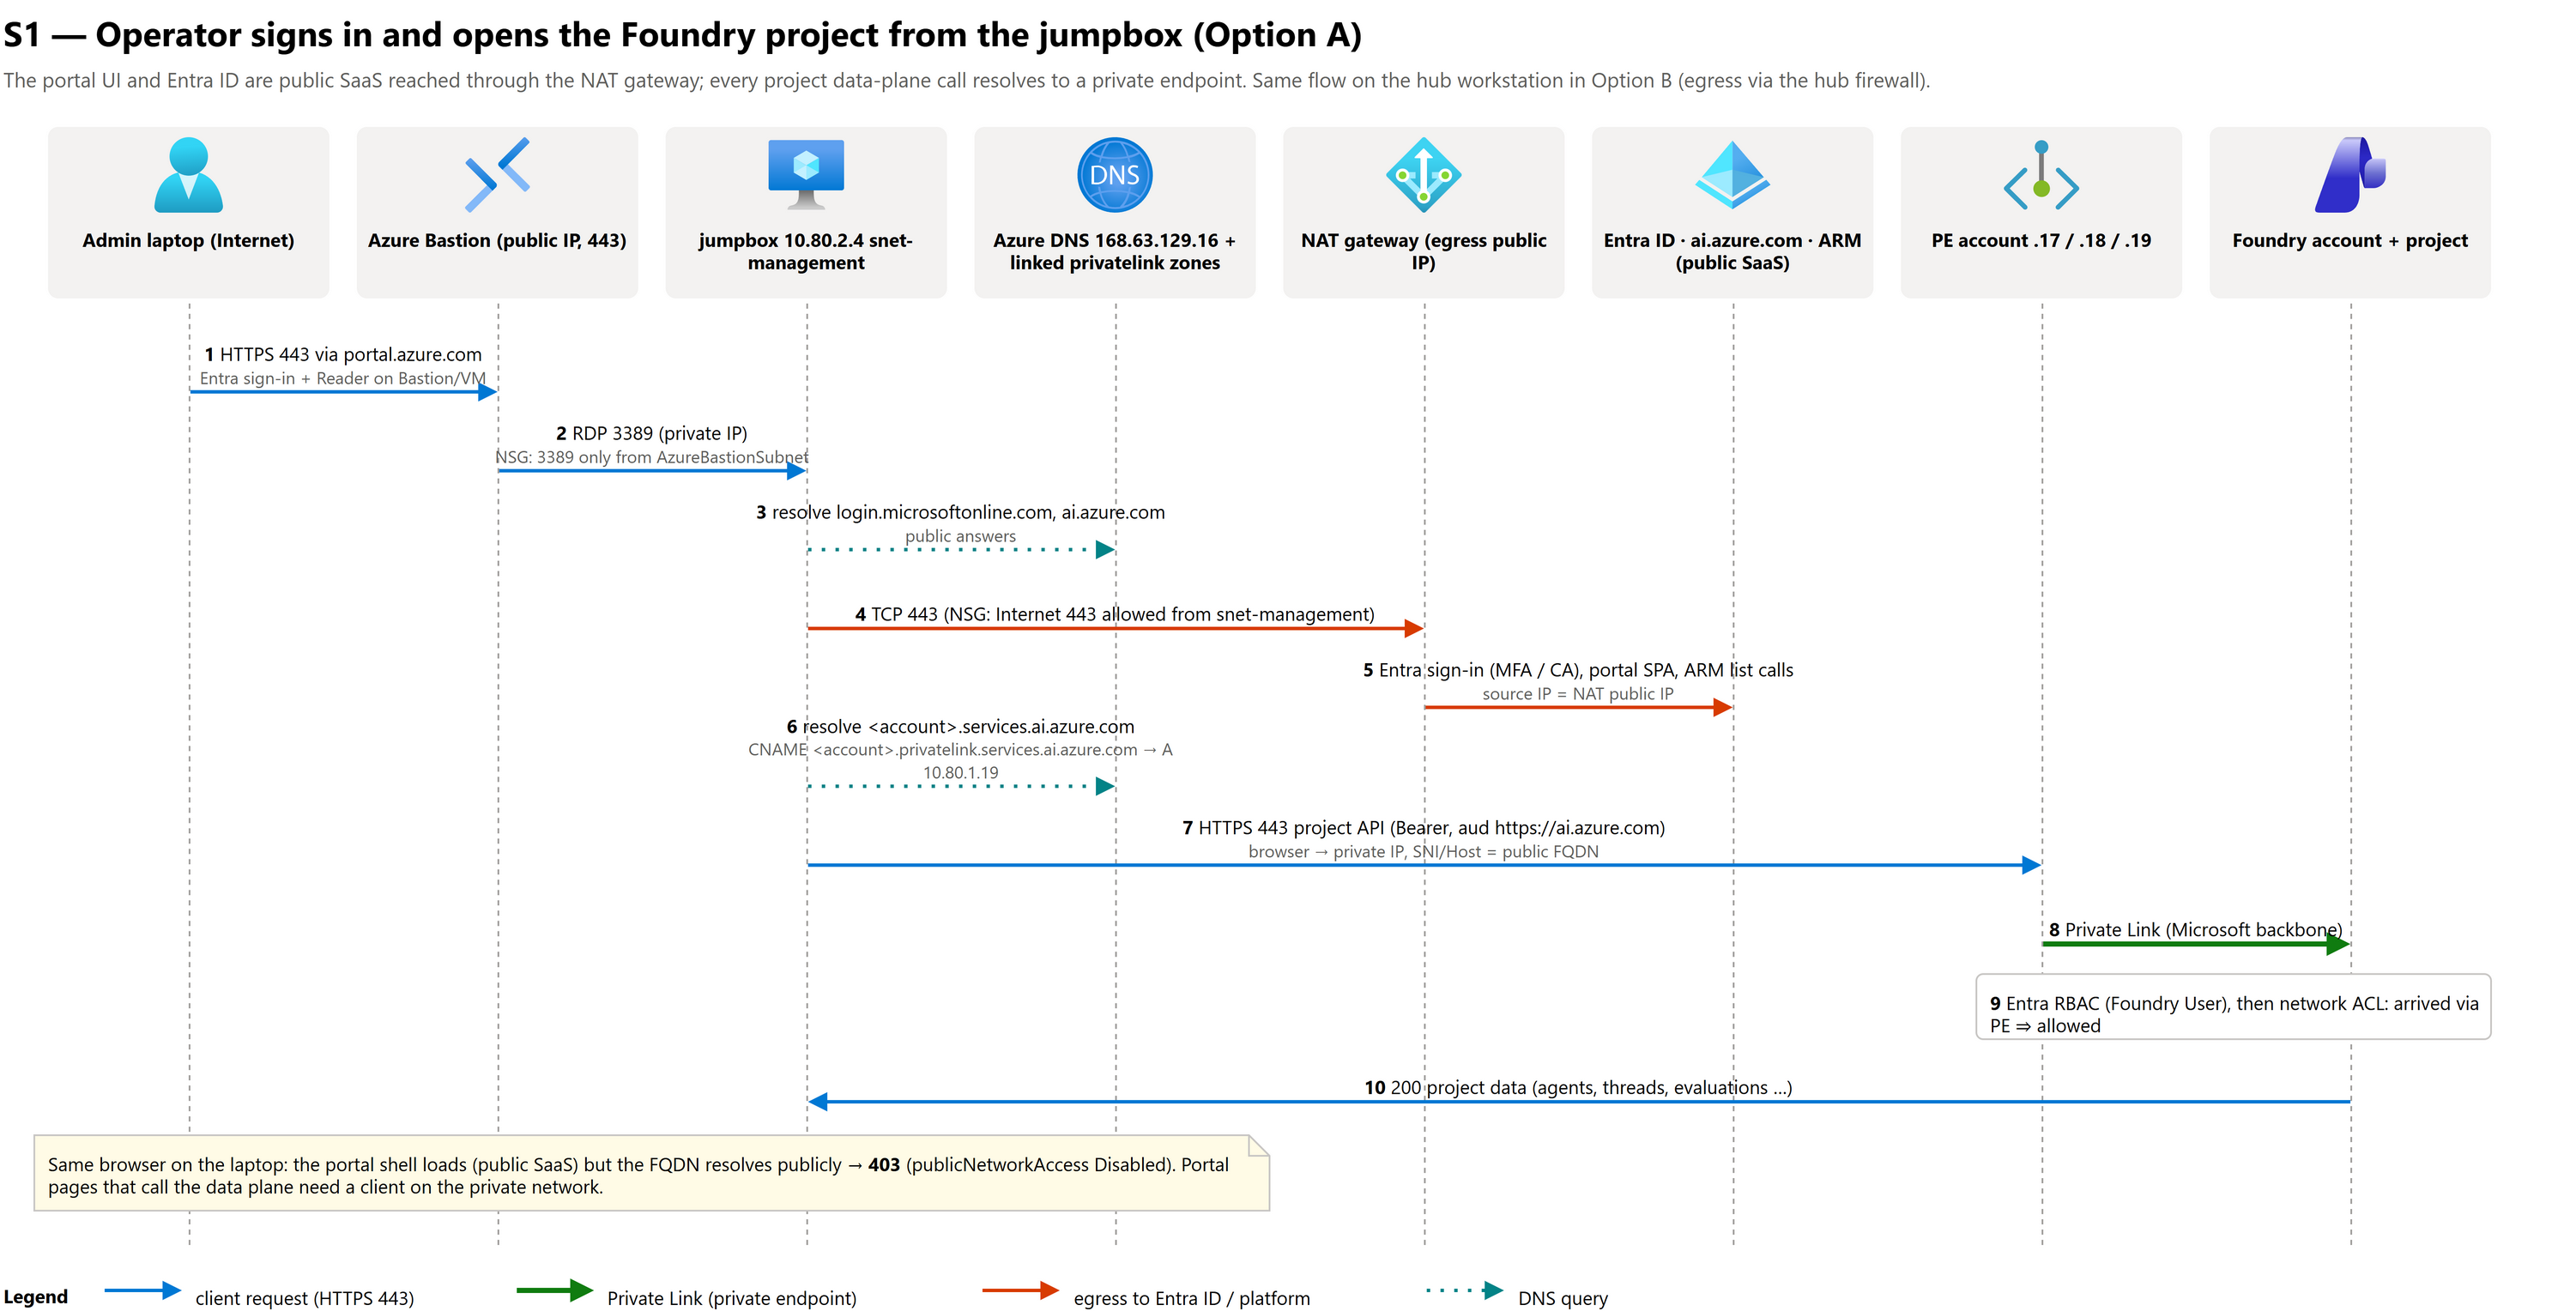 S1 — Operator signs in and opens the Foundry project from the jumpbox (Option A)
The portal UI and Entra ID are public SaaS reached through the NAT gateway; every project data-plane call resolves to a private endpoint. Same flow on the hub workstation in Option B (egress via the hub firewall).
Admin laptop (Internet)
Azure Bastion (public IP, 443)
jumpbox 10.80.2.4 snet-
management
DNS
Azure DNS 168.63.129.16 +
linked privatelink zones
NAT gateway (egress public
IP)
Entra ID · ai.azure.com · ARM
(public SaaS)
PE account .17 / .18 / .19
Foundry account + project
1 HTTPS 443 via portal.azure.com
Entra sign-in + Reader on Bastion/VM
2 RDP 3389 (private IP)
NSG: 3389 only from AzureBastionSubnet
3 resolve login.microsoftonline.com, ai.azure.com
public answers
4 TCP 443 (NSG: Internet 443 allowed from snet-management)
5 Entra sign-in (MFA / CA), portal SPA, ARM list calls
source IP = NAT public IP
6 resolve <account>.services.ai.azure.com
CNAME <account>.privatelink.services.ai.azure.com → A
10.80.1.19
7 HTTPS 443 project API (Bearer, aud https://ai.azure.com)
browser → private IP, SNI/Host = public FQDN
8 Private Link (Microsoft backbone)
9 Entra RBAC (Foundry User), then network ACL: arrived via
PE ⇒ allowed
10 200 project data (agents, threads, evaluations ...)
Same browser on the laptop: the portal shell loads (public SaaS) but the FQDN resolves publicly → 403 (publicNetworkAccess Disabled). Portal
pages that call the data plane need a client on the private network.
Legend
client request (HTTPS 443)
Private Link (private endpoint)
egress to Entra ID / platform
DNS query